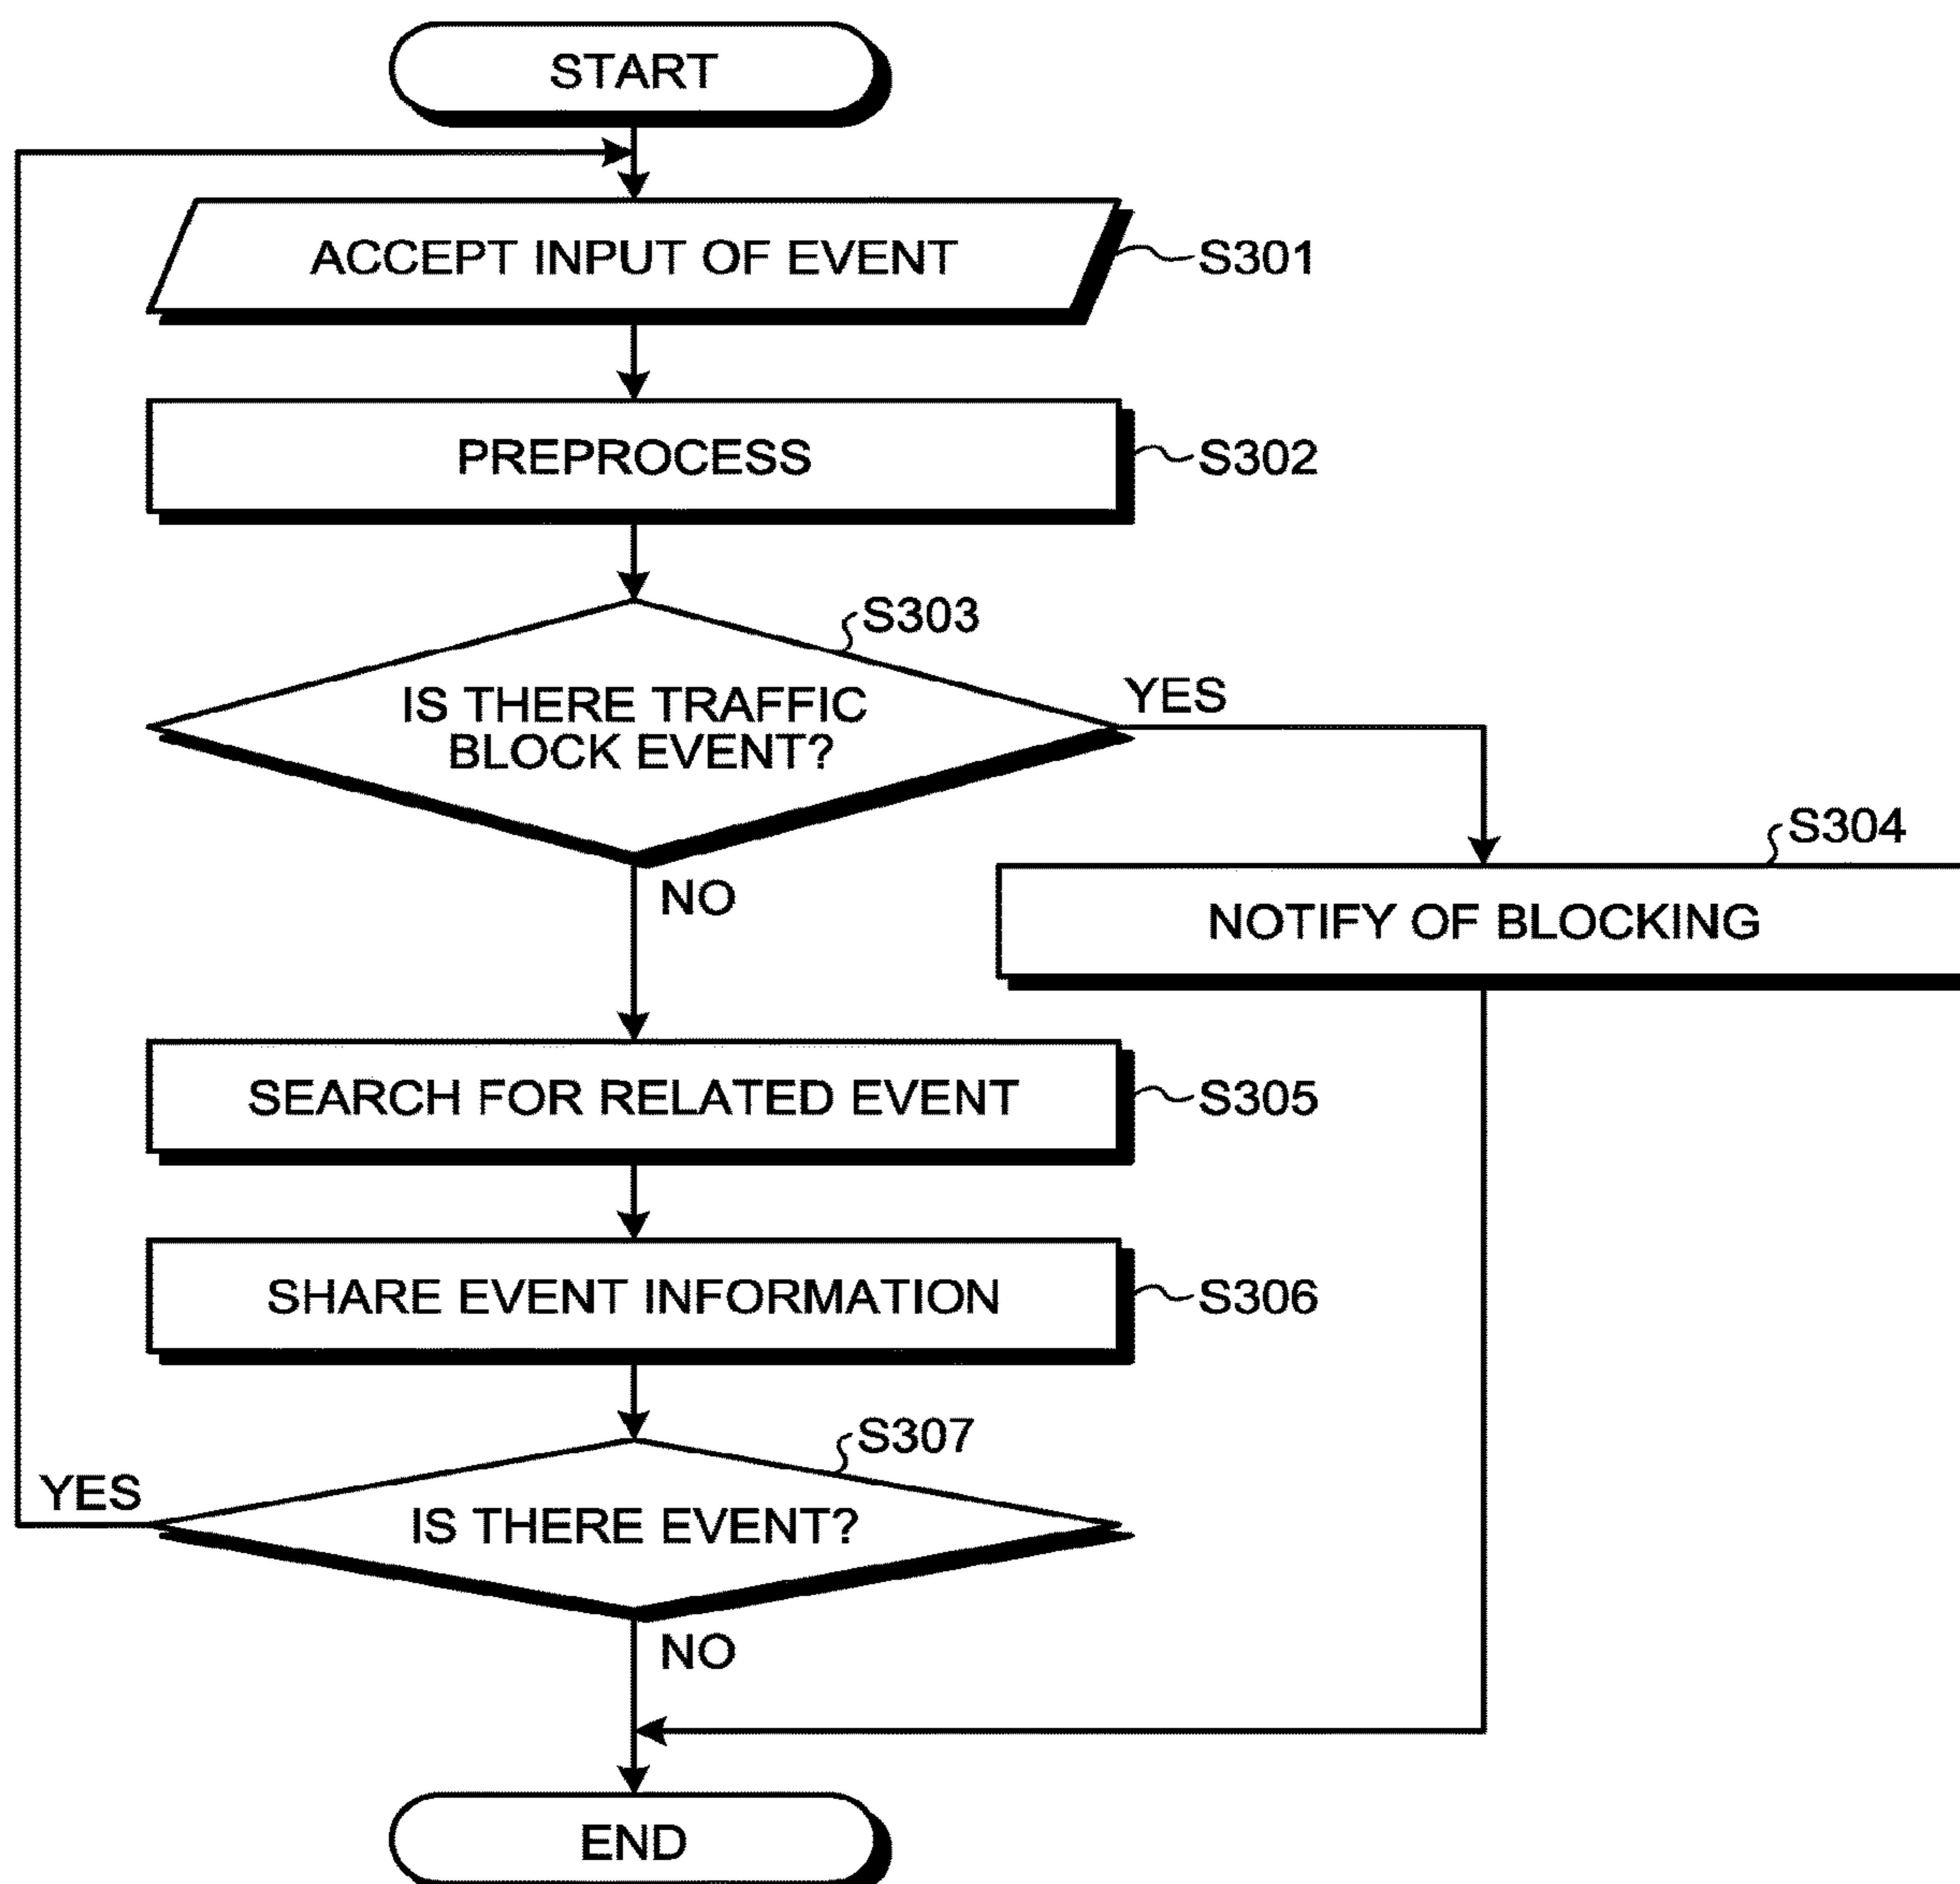 START
ACCEPT INPUT OF EVENT
S301
PREPROCESS
S302
S303
IS THERE TRAFFIC
BLOCK EVENT?
YES
NO
S304
NOTIFY OF BLOCKING
SEARCH FOR RELATED EVENT
S305
SHARE EVENT INFORMATION
S306
S307
YES
IS THERE EVENT?
NO
END